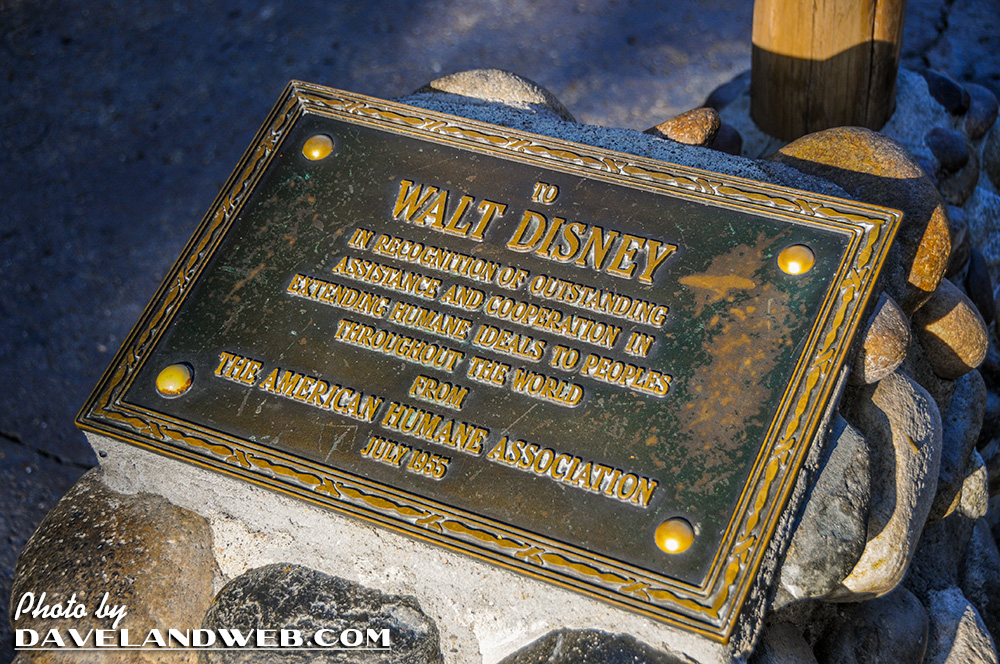 TO
WALT DISNEY
IN RECOGNITION OF OUTSTANDING
ASSISTANCE AND COOPERATION IN
EXTENDING HUMANE IDEALS TO PEOPLES
THROUGHOUT THE WORLD
FROM
THE AMERICAN HUMANE ASSOCIATION
JULY 1955
Photo by
DAVELANDWEB.COM